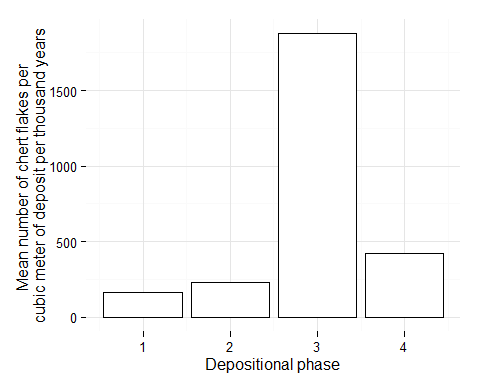 Mean number of chert flakes per
cubic meter of deposit per thousand years
1500
1000
500
0
1 2 3 4
Depositional phase